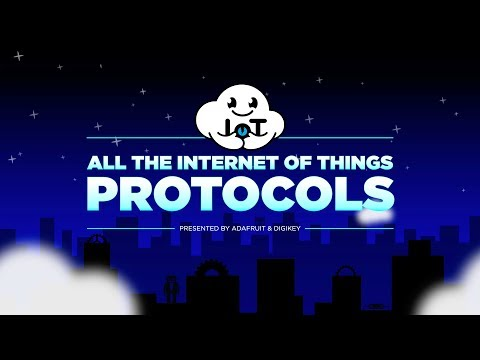 IoT
ALL THE INTERNET OF THINGS
PROTOCOLS
PRESENTED BY ADAFRUIT & DIGIKEY